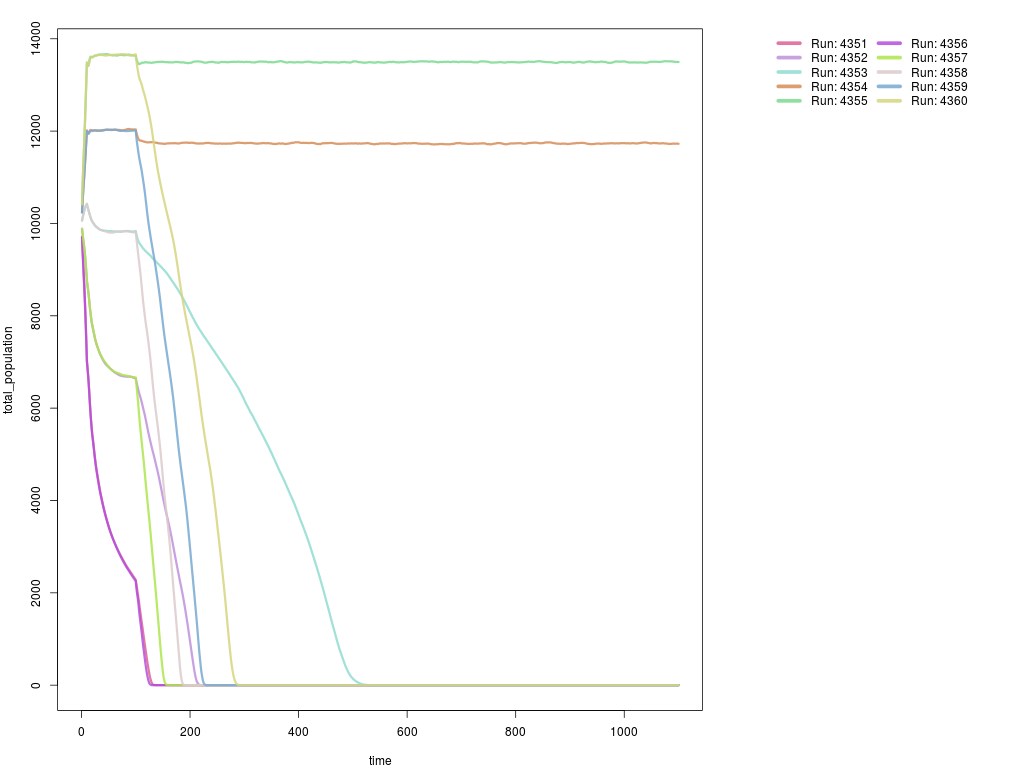 total_population
14000
12000
10000
8000
6000
4000
2000
0
0 200 400 600 800 1000
time
Run: 4351 Run: 4356
Run: 4352 Run: 4357
Run: 4353 Run: 4358
Run: 4354 Run: 4359
Run: 4355 Run: 4360